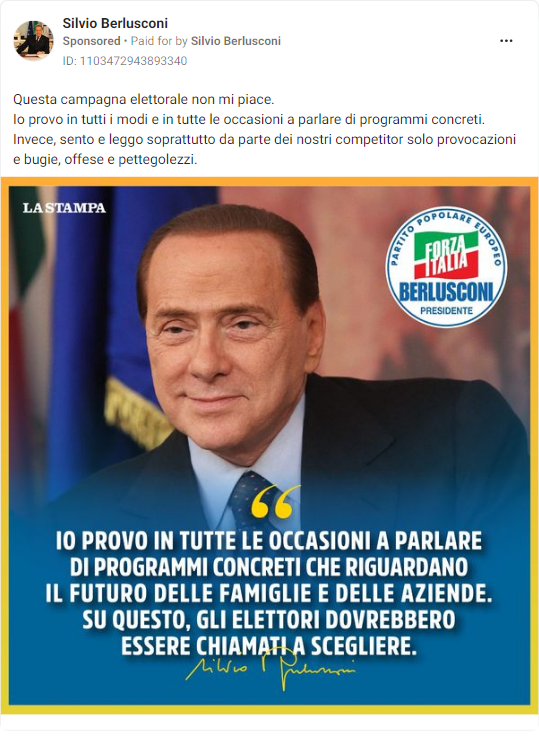 Silvio Berlusconi
Sponsored • Paid for by Silvio Berlusconi
ID: 1103472943893340
Questa campagna elettorale non mi piace.
Io provo in tutti i modi e in tutte le occasioni a parlare di programmi concreti.
Invece, sento e leggo soprattutto da parte dei nostri competitor solo provocazioni
e bugie, offese e pettegolezzi.
LA STAMPA
PARTITO POPOLARE EUROPEO
FORZA
ITALIA
BERLUSCONI
PRESIDENTE
“
IO PROVO IN TUTTE LE OCCASIONI A PARLARE
DI PROGRAMMI CONCRETI CHE RIGUARDANO
IL FUTURO DELLE FAMIGLIE E DELLE AZIENDE.
SU QUESTO, GLI ELETTORI DOVREBBERO
ESSERE CHIAMATI A SCEGLIERE.
Silvio Berlusconi